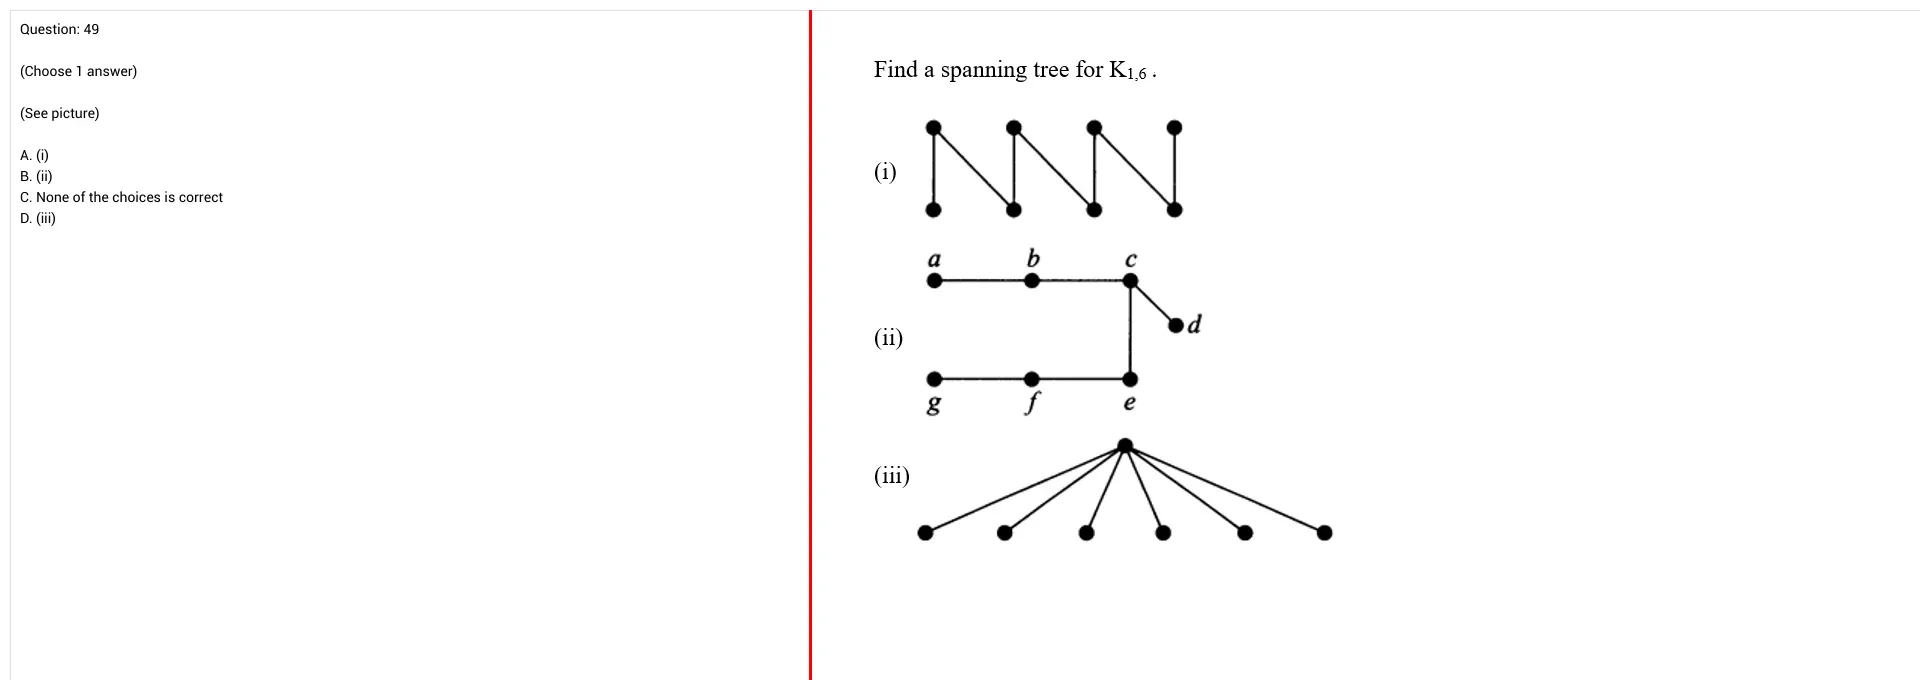 Question: 49
(Choose 1 answer)
(See picture)
A. (i)
B. (ii)
C. None of the choices is correct
D. (iii)
Find a spanning tree for K1,6 .
(i)
a b c
d
(ii)
g f e
(iii)